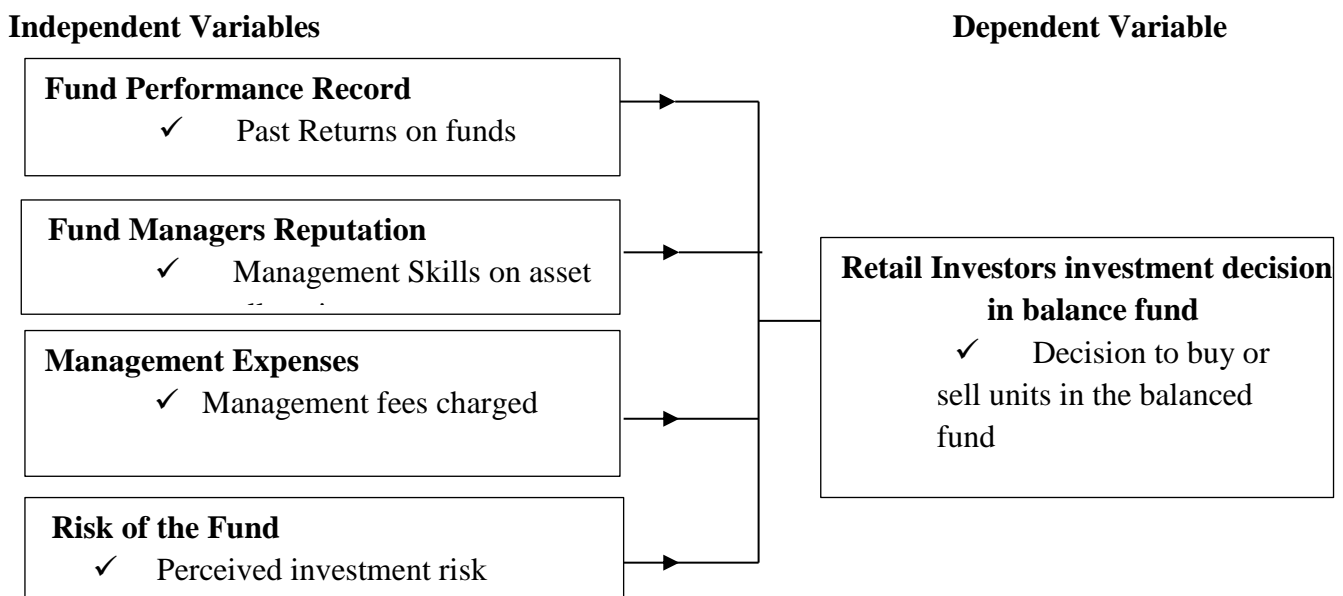 Independent Variables
Dependent Variable
Fund Performance Record
✓ Past Returns on funds
Fund Managers Reputation
✓ Management Skills on asset
Management Expenses
✓ Management fees charged
Risk of the Fund
✓ Perceived investment risk
Retail Investors investment decision
in balance fund
✓ Decision to buy or
sell units in the balanced
fund